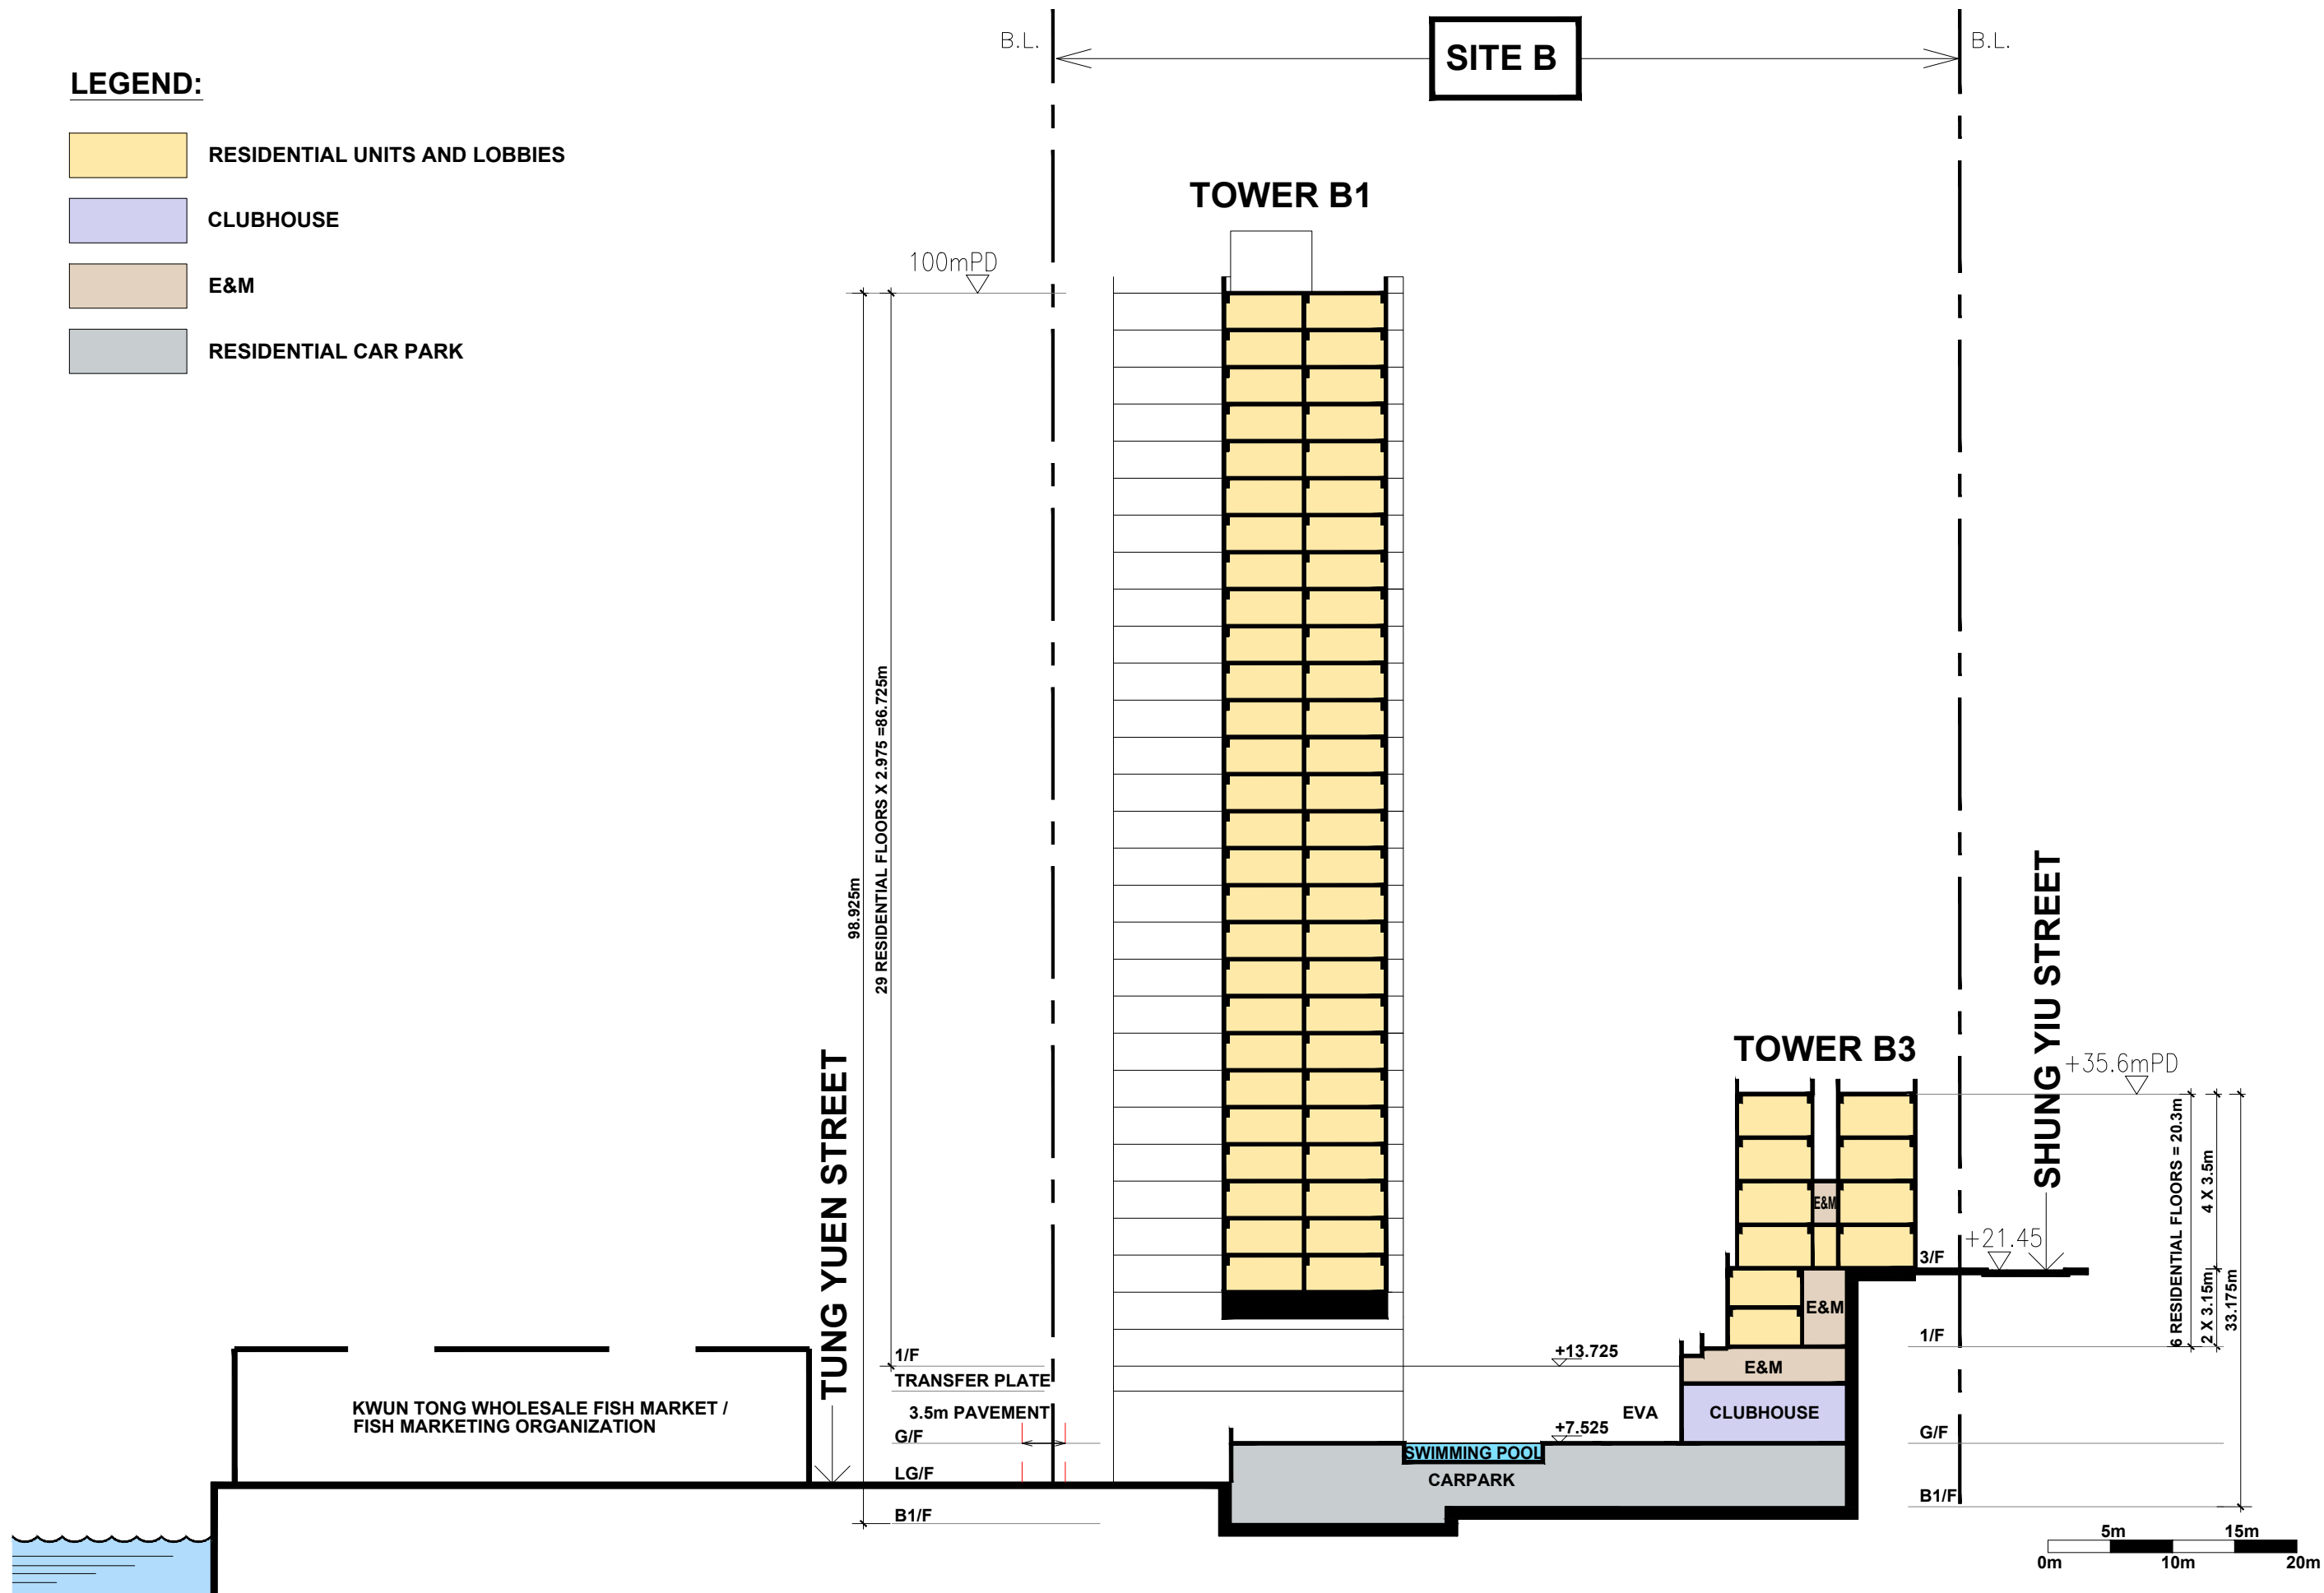 B.L.
SITE B
B.L.
LEGEND:
RESIDENTIAL UNITS AND LOBBIES
CLUBHOUSE
E&M
RESIDENTIAL CAR PARK
TOWER B1
100mPD
98.925m
29 RESIDENTIAL FLOORS X 2.975 =86.725m
TUNG YUEN STREET
SHUNG YIU STREET
TOWER B3
+35.6mPD
6 RESIDENTIAL FLOORS = 20.3m
4 X 3.5m
2 X 3.15m
33.175m
E&M
+21.45
3/F
E&M
1/F
1/F
+13.725
E&M
TRANSFER PLATE
KWUN TONG WHOLESALE FISH MARKET /
FISH MARKETING ORGANIZATION
3.5m PAVEMENT
EVA
CLUBHOUSE
G/F
+7.525
G/F
SWIMMING POOL
LG/F
CARPARK
B1/F
B1/F
5m
15m
0m
10m
20m